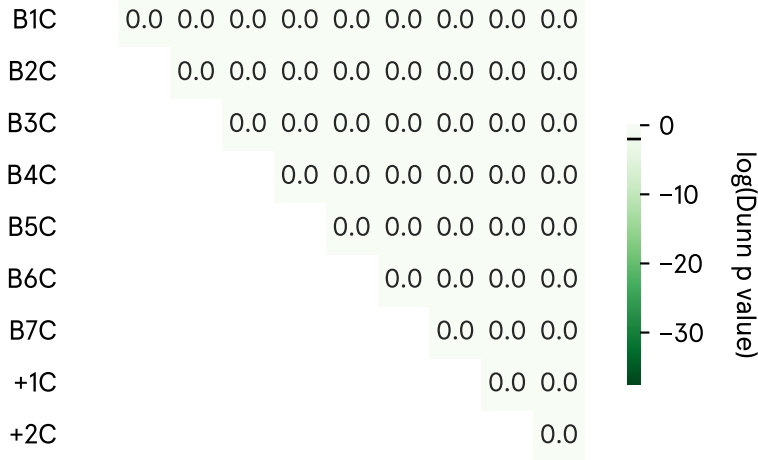 B1C 0.0 0.0 0.0 0.0 0.0 0.0 0.0 0.0 0.0
B2C 0.0 0.0 0.0 0.0 0.0 0.0 0.0 0.0
B3C 0.0 0.0 0.0 0.0 0.0 0.0 0.0
B4C 0.0 0.0 0.0 0.0 0.0 0.0
B5C 0.0 0.0 0.0 0.0 0.0
B6C 0.0 0.0 0.0 0.0
B7C 0.0 0.0 0.0
+1C 0.0 0.0
+2C 0.0
0
−10
−20
−30
log(Dunn p value)